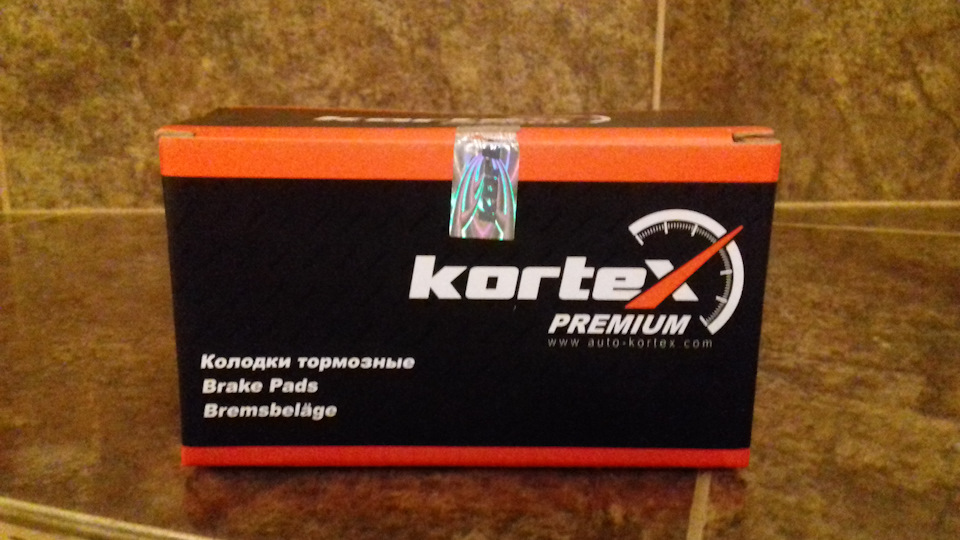 kortex
PREMIUM
www auto-kortex com
Колодки тормозные
Brake Pads
Bremsbeläge